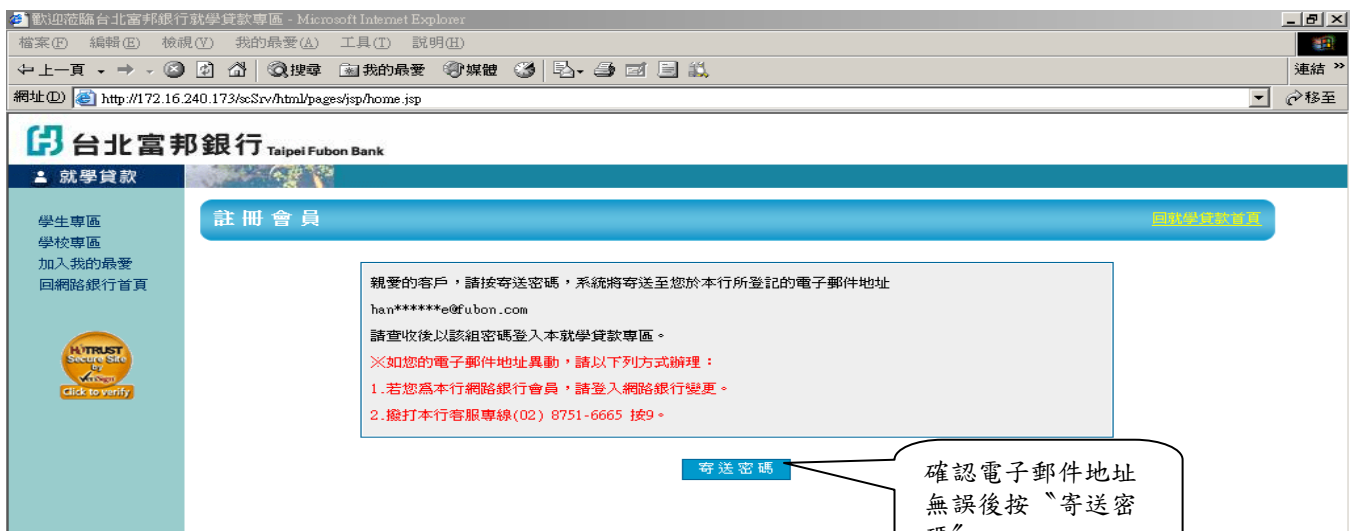 歡迎蒞臨台北富邦銀行就學貸款專區 - Microsoft Internet Explorer
檔案(F) 編輯(E) 檢視(V) 我的最愛(A) 工具(T) 說明(H)
上一頁 搜尋 我的最愛 媒體 連結 »
網址(D) http://172.16.240.173/scSrv/html/pages/jsp/home.jsp 移至
台北富邦銀行 Taipei Fubon Bank
就學貸款
學生專區
學校專區
加入我的最愛
回網路銀行首頁
HiTRUST
Secure Site
by
VeriSign
Click to verify
註冊會員 回就學貸款首頁
親愛的客戶，請按寄送密碼，系統將寄送至您於本行所登記的電子郵件地址
han******e@fubon.com
請查收後以該組密碼登入本就學貸款專區。
※如您的電子郵件地址異動，請以下列方式辦理：
1.若您為本行網路銀行會員，請登入網路銀行變更。
2.撥打本行客服專線(02) 8751-6665 按9。
寄送密碼
確認電子郵件地址
無誤後按〝寄送密
碼〞